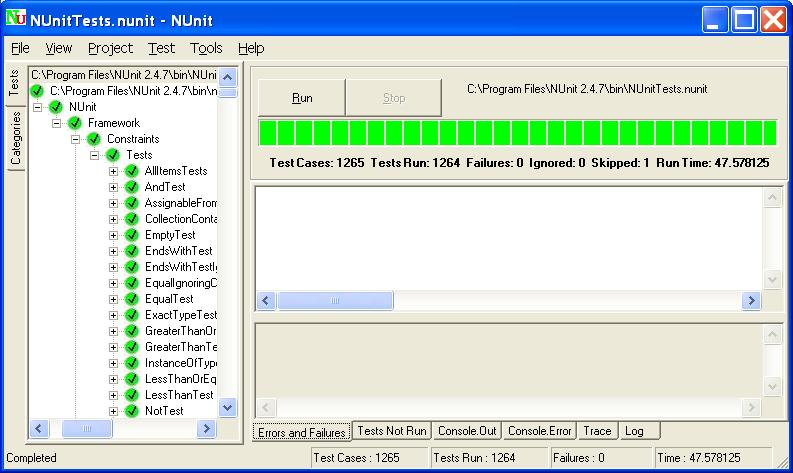 NU NUnitTests.nunit - NUnit
File View Project Test Tools Help
Tests
Categories
C:\Program Files\NUnit 2.4.7\bin\NUni
C:\Program Files\NUnit 2.4.7\bin\n
NUnit
Framework
Constraints
Tests
AllItemsTests
AndTest
AssignableFrom
CollectionConta
EmptyTest
EndsWithTest
EndsWithTestIg
EqualIgnoringC
EqualTest
ExactTypeTest
GreaterThanOr
GreaterThanTe
InstanceOfType
LessThanOrEq
LessThanTest
NotTest
Run Stop C:\Program Files\NUnit 2.4.7\bin\NUnitTests.nunit
Test Cases: 1265 Tests Run: 1264 Failures: 0 Ignored: 0 Skipped: 1 Run Time: 47.578125
Errors and Failures Tests Not Run Console.Out Console.Error Trace Log
Completed Test Cases : 1265 Tests Run : 1264 Failures : 0 Time : 47.578125